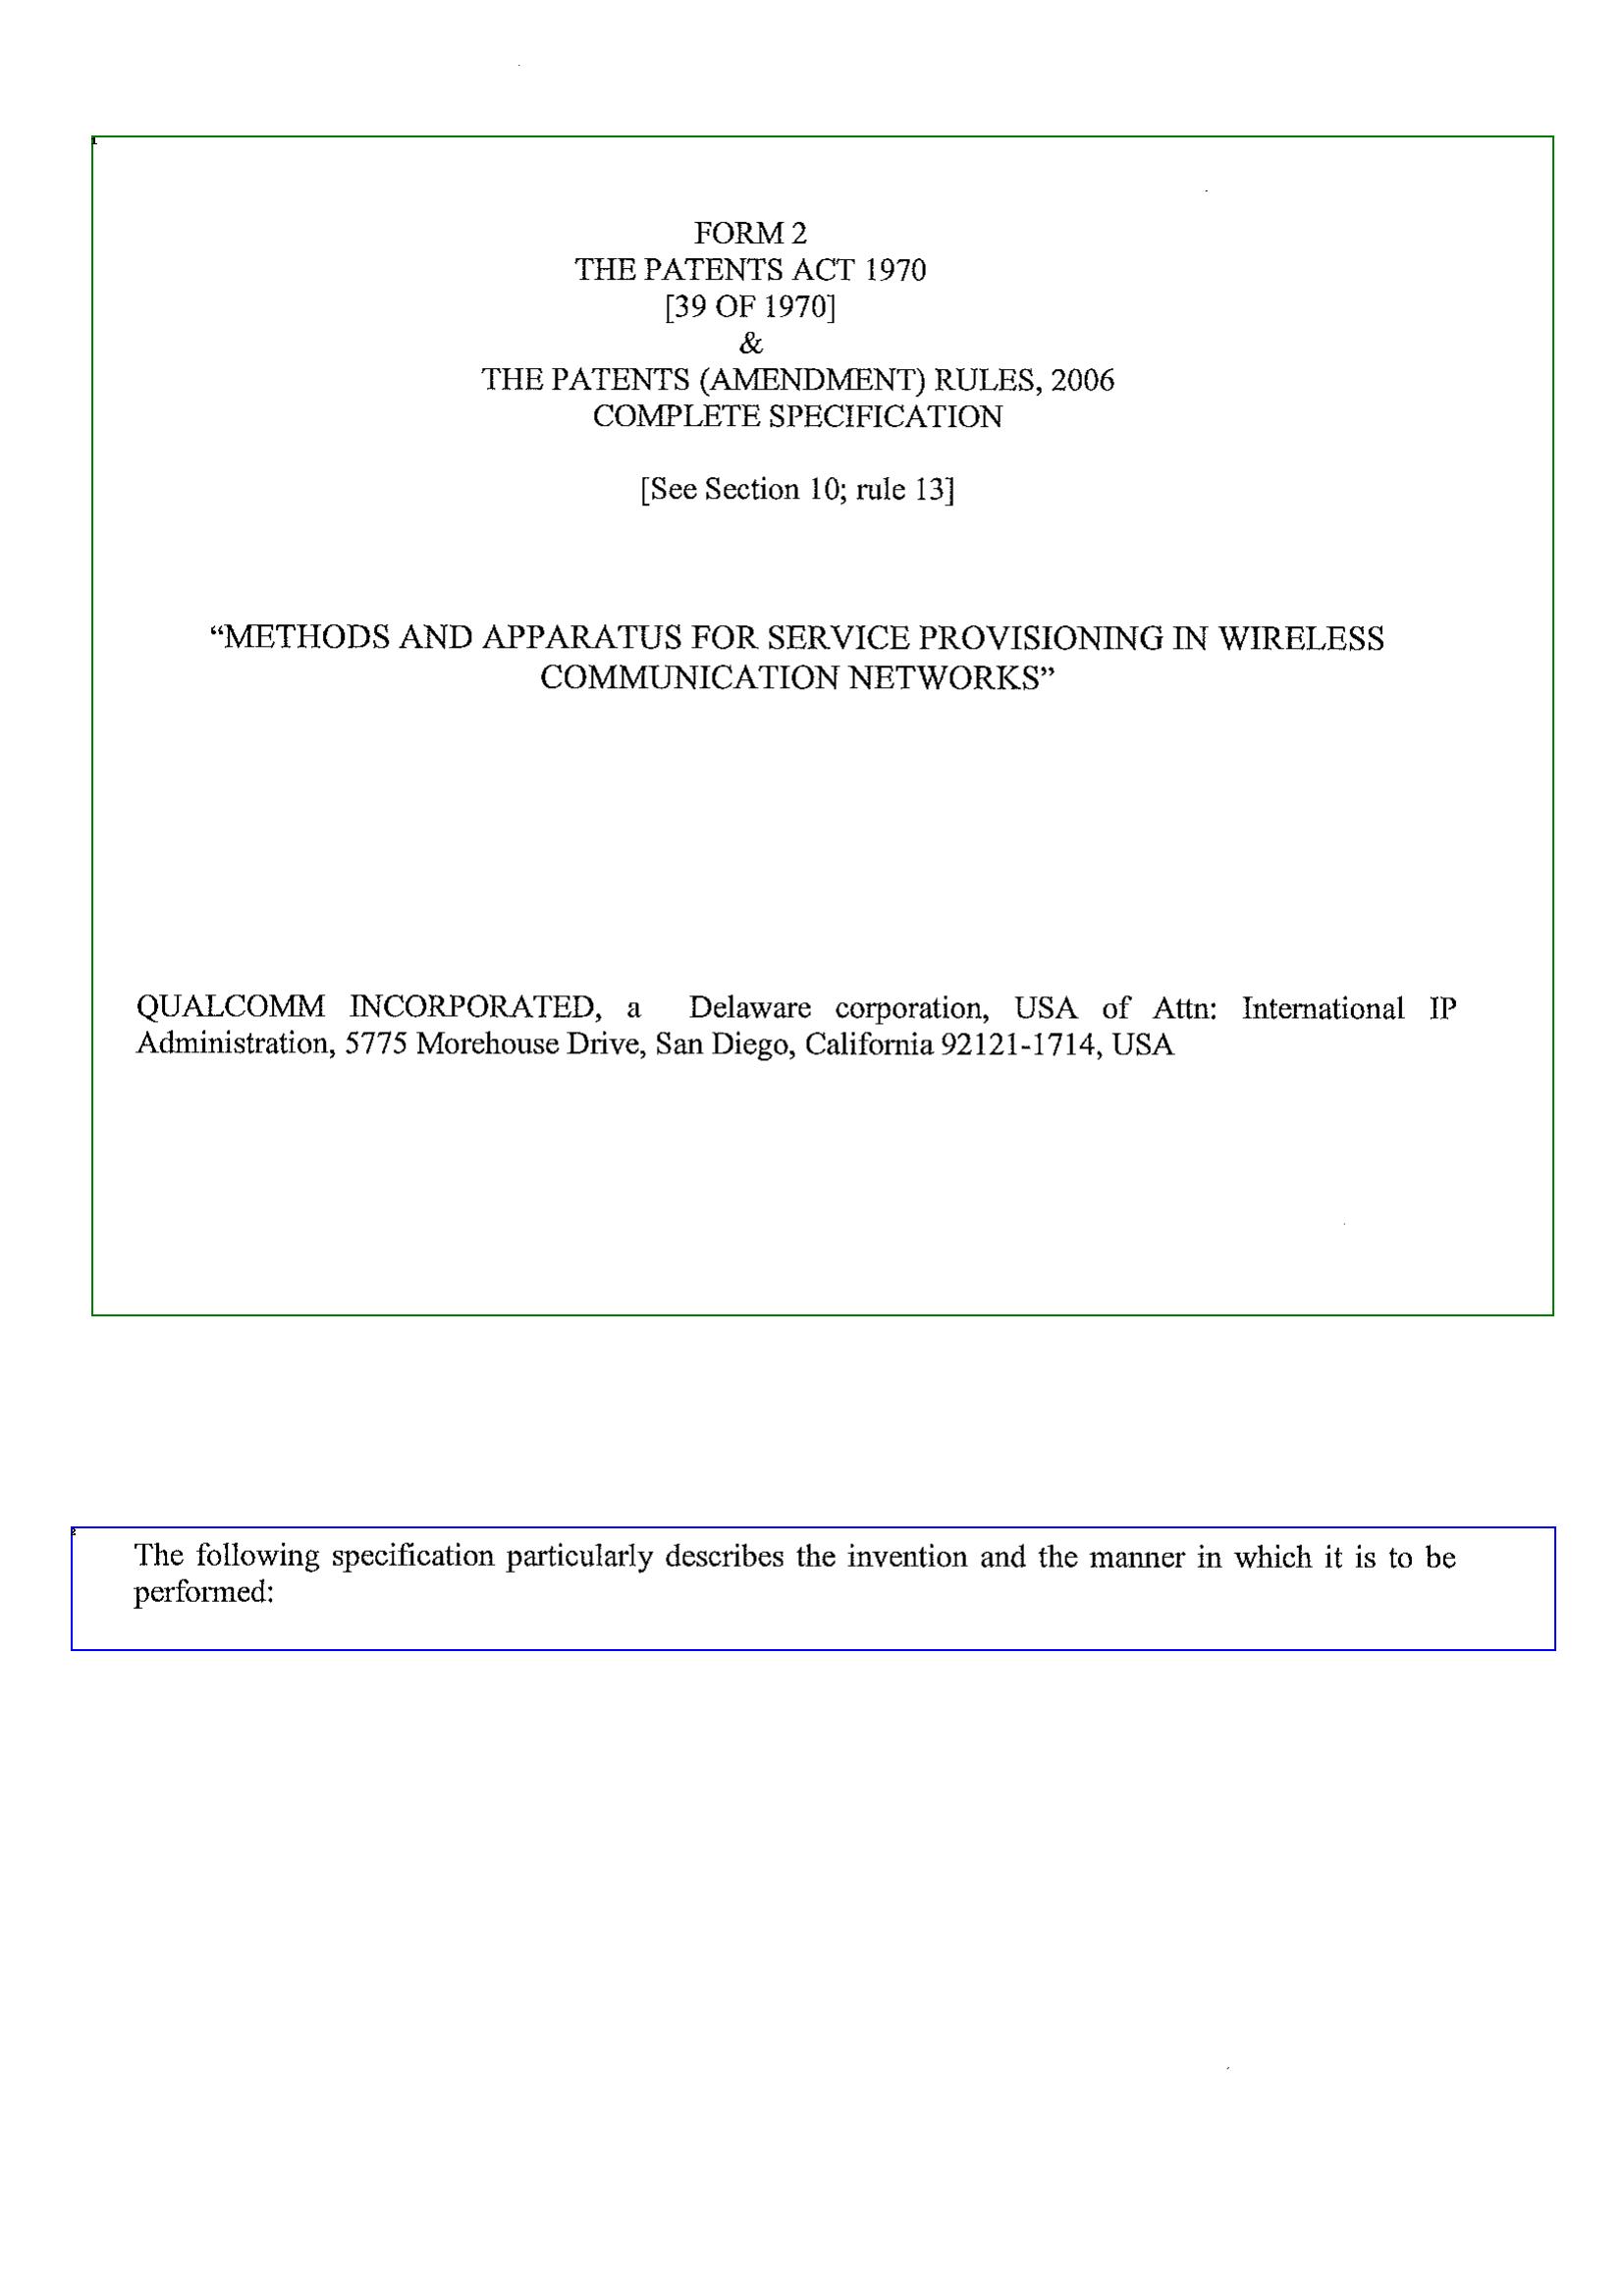 FORM 2
THE PATENTS ACT 1970
[39 OF 1970]
&
THE PATENTS (AMENDMENT) RULES, 2006
COMPLETE SPECIFICATION
[See Section 10; rule 13]
“METHODS AND APPARATUS FOR SERVICE PROVISIONING IN WIRELESS
COMMUNICATION NETWORKS”
QUALCOMM INCORPORATED, a Delaware corporation, USA of Attn: International IP
Administration, 5775 Morehouse Drive, San Diego, California 92121-1714, USA
The following specification particularly describes the invention and the manner in which it is to be
performed: